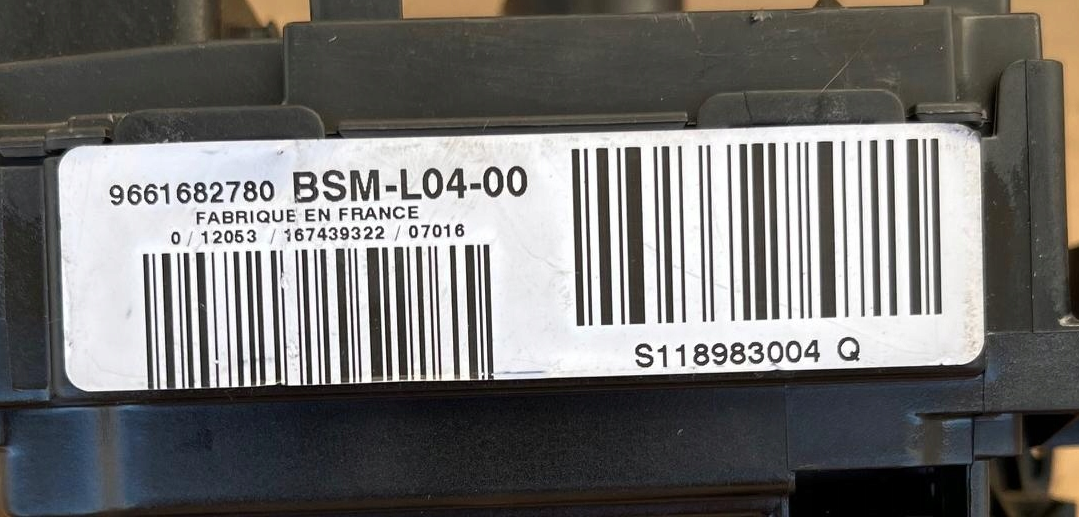 9661682780 BSM-L04-00
FABRIQUE EN FRANCE
0 / 12053 / 167439322 / 07016
S118983004 Q